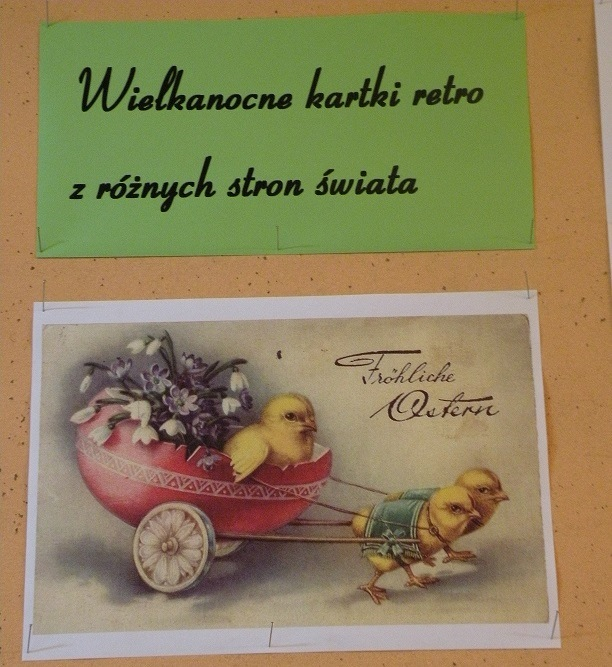 Wielkanocne kartki retro
z różnych stron świata
Fröhliche
Ostern